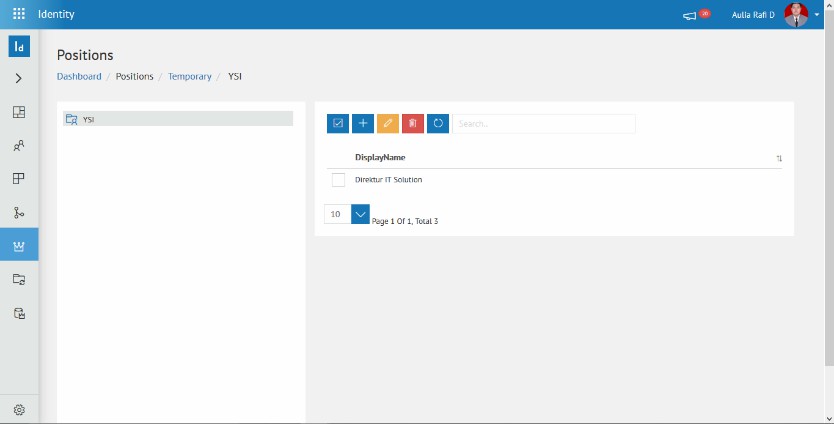 Identity
20
Aulia Rafi D
Id
Positions
Dashboard / Positions / Temporary / YSI
YSI
Search...
DisplayName
Direktur IT Solution
10
Page 1 Of 1, Total 3